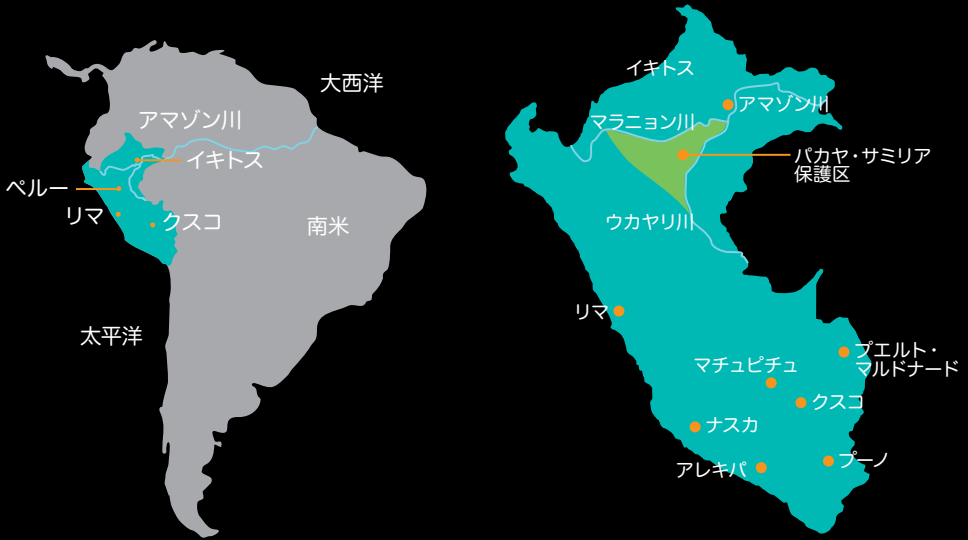 大西洋
アマゾン川
イキトス
ペルー
リマ
クスコ
南米
太平洋
イキトス
アマゾン川
マラニョン川
パカヤ・サミリア
保護区
ウカヤリ川
リマ
プエルト・
マルドナード
マチュピチュ
クスコ
ナスカ
プーノ
アレキパ